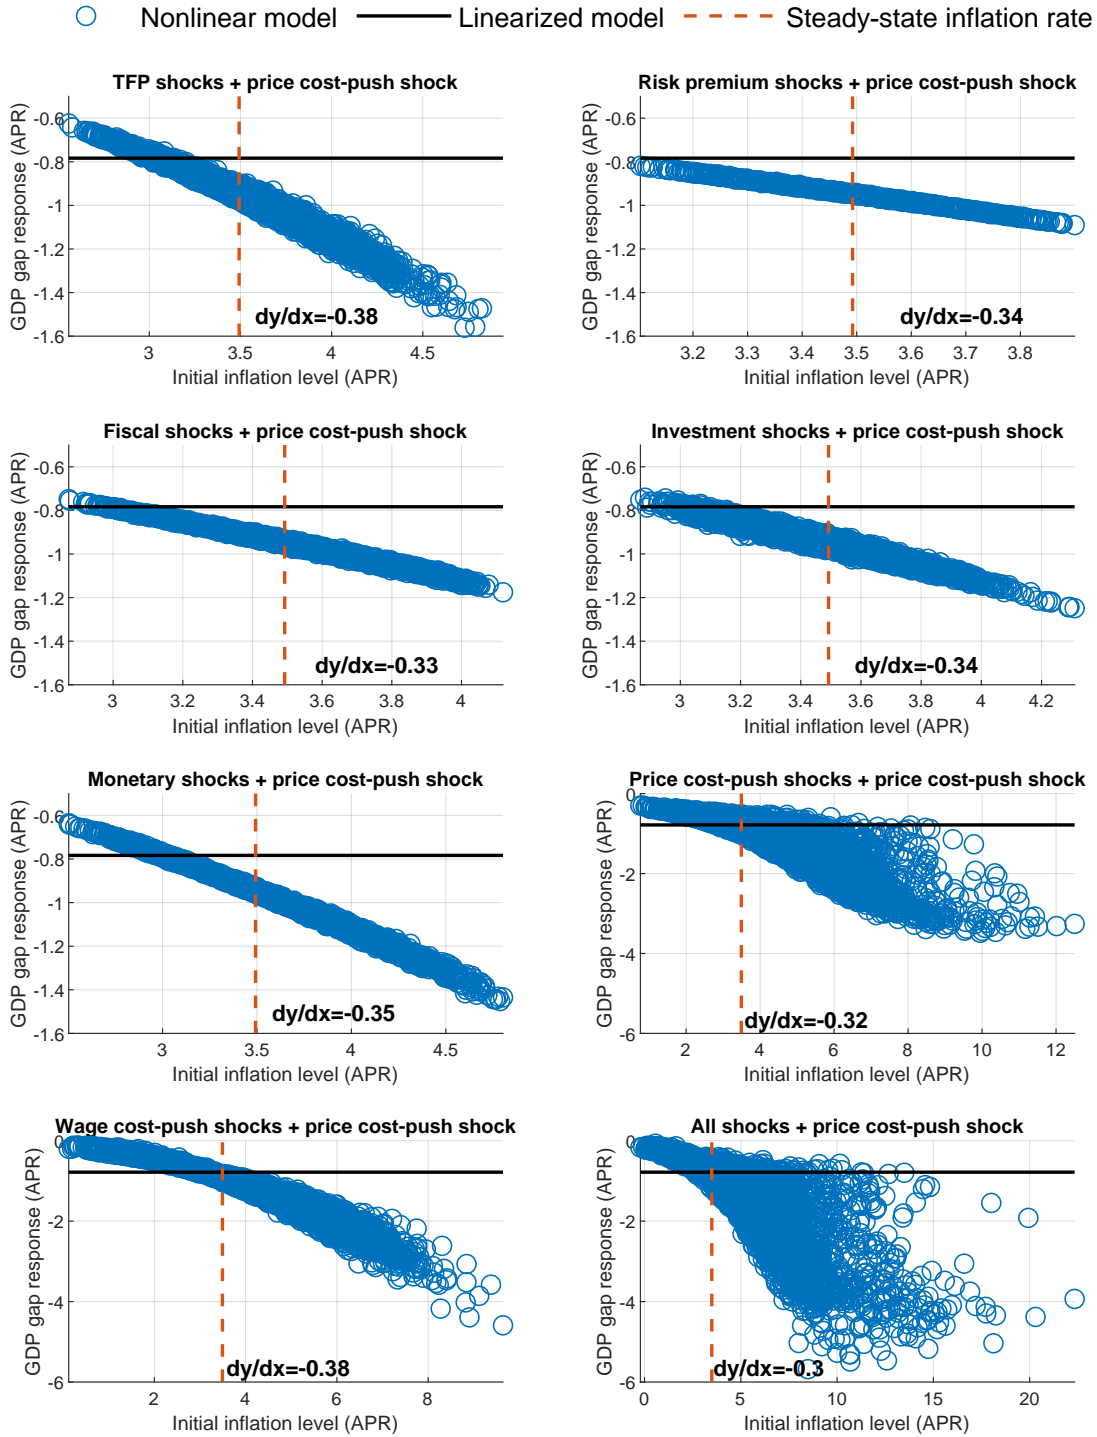 Nonlinear model Linearized model Steady-state inflation rate
TFP shocks + price cost-push shock
-0.6
-0.8
-1
-1.2
-1.4
-1.6
GDP gap response (APR)
dy/dx=-0.38
3 3.5 4 4.5
Initial inflation level (APR)
Risk premium shocks + price cost-push shock
-0.6
-0.8
-1
-1.2
-1.4
-1.6
GDP gap response (APR)
dy/dx=-0.34
3.2 3.3 3.4 3.5 3.6 3.7 3.8
Initial inflation level (APR)
Fiscal shocks + price cost-push shock
-0.6
-0.8
-1
-1.2
-1.4
-1.6
GDP gap response (APR)
dy/dx=-0.33
3 3.2 3.4 3.6 3.8 4
Initial inflation level (APR)
Investment shocks + price cost-push shock
-0.6
-0.8
-1
-1.2
-1.4
-1.6
GDP gap response (APR)
dy/dx=-0.34
3 3.2 3.4 3.6 3.8 4 4.2
Initial inflation level (APR)
Monetary shocks + price cost-push shock
-0.6
-0.8
-1
-1.2
-1.4
-1.6
GDP gap response (APR)
dy/dx=-0.35
3 3.5 4 4.5
Initial inflation level (APR)
Price cost-push shocks + price cost-push shock
0
-2
-4
-6
GDP gap response (APR)
dy/dx=-0.32
2 4 6 8 10 12
Initial inflation level (APR)
Wage cost-push shocks + price cost-push shock
0
-2
-4
-6
GDP gap response (APR)
dy/dx=-0.38
2 4 6 8
Initial inflation level (APR)
All shocks + price cost-push shock
0
-2
-4
-6
GDP gap response (APR)
dy/dx=-0.3
0 5 10 15 20
Initial inflation level (APR)